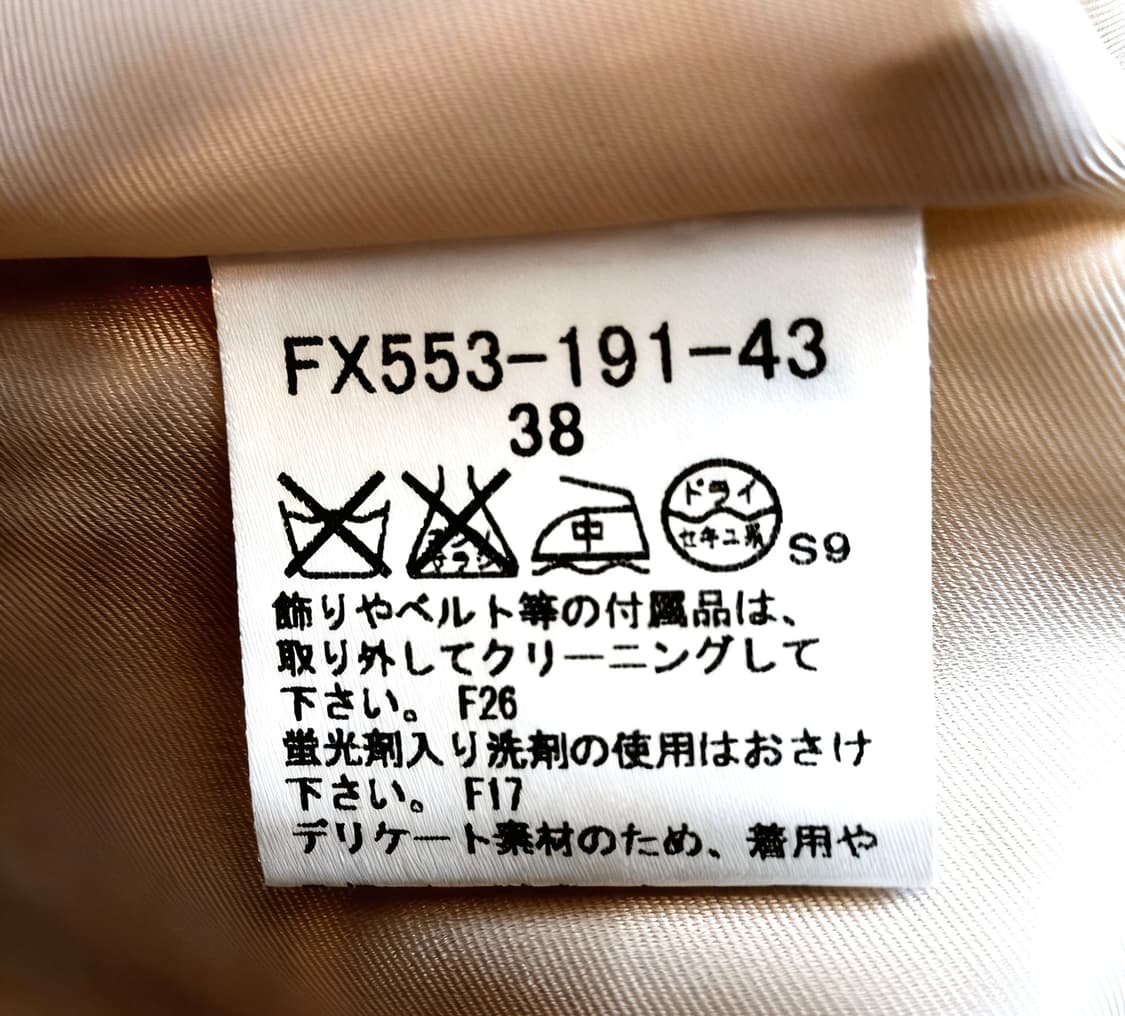 FX553-191-43
38
中
ドライ
セキユ系
S9
飾りやベルト等の付属品は、
取り外してクリーニングして
下さい。 F26
蛍光剤入り洗剤の使用はおさけ
下さい。 F17
デリケート素材のため、着用や